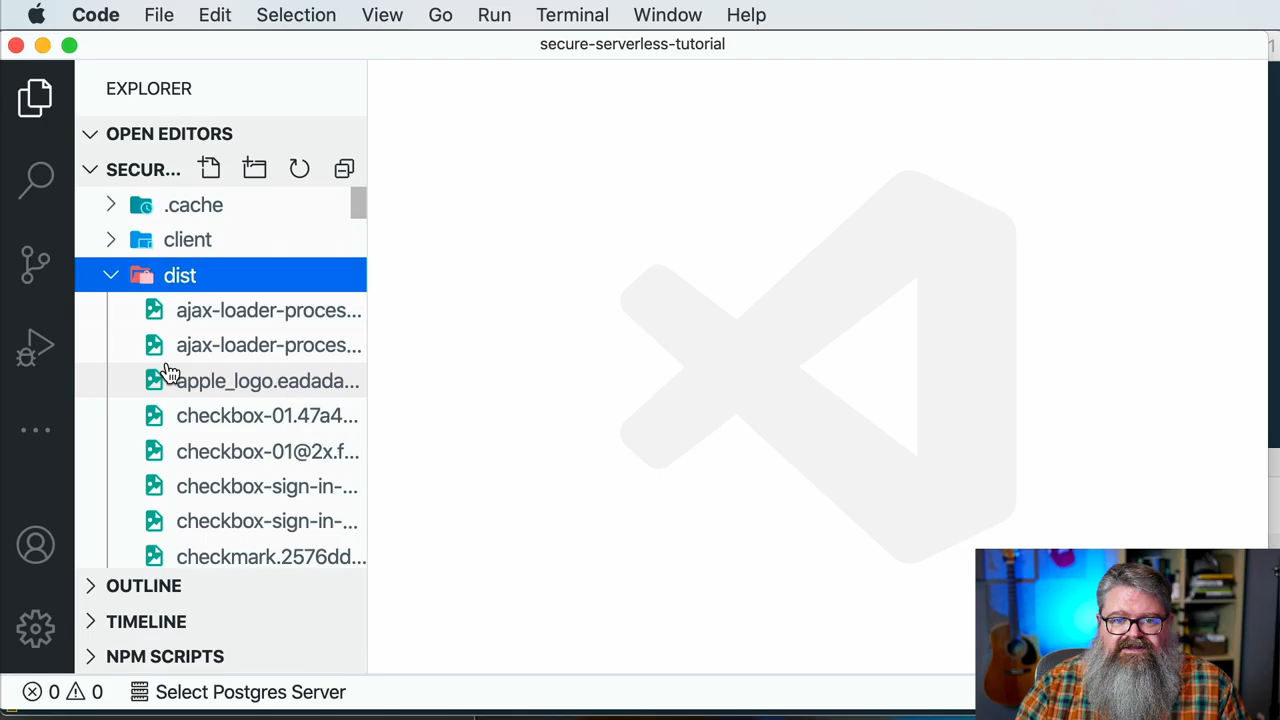 Code File Edit Selection View Go Run Terminal Window Help
secure-serverless-tutorial
EXPLORER
OPEN EDITORS
SECUR...
.cache
client
dist
ajax-loader-proces...
ajax-loader-proces...
apple_logo.eadada...
checkbox-01.47a4...
checkbox-01@2x.f...
checkbox-sign-in-...
checkbox-sign-in-...
checkmark.2576dd...
OUTLINE
TIMELINE
NPM SCRIPTS
0 0 Select Postgres Server